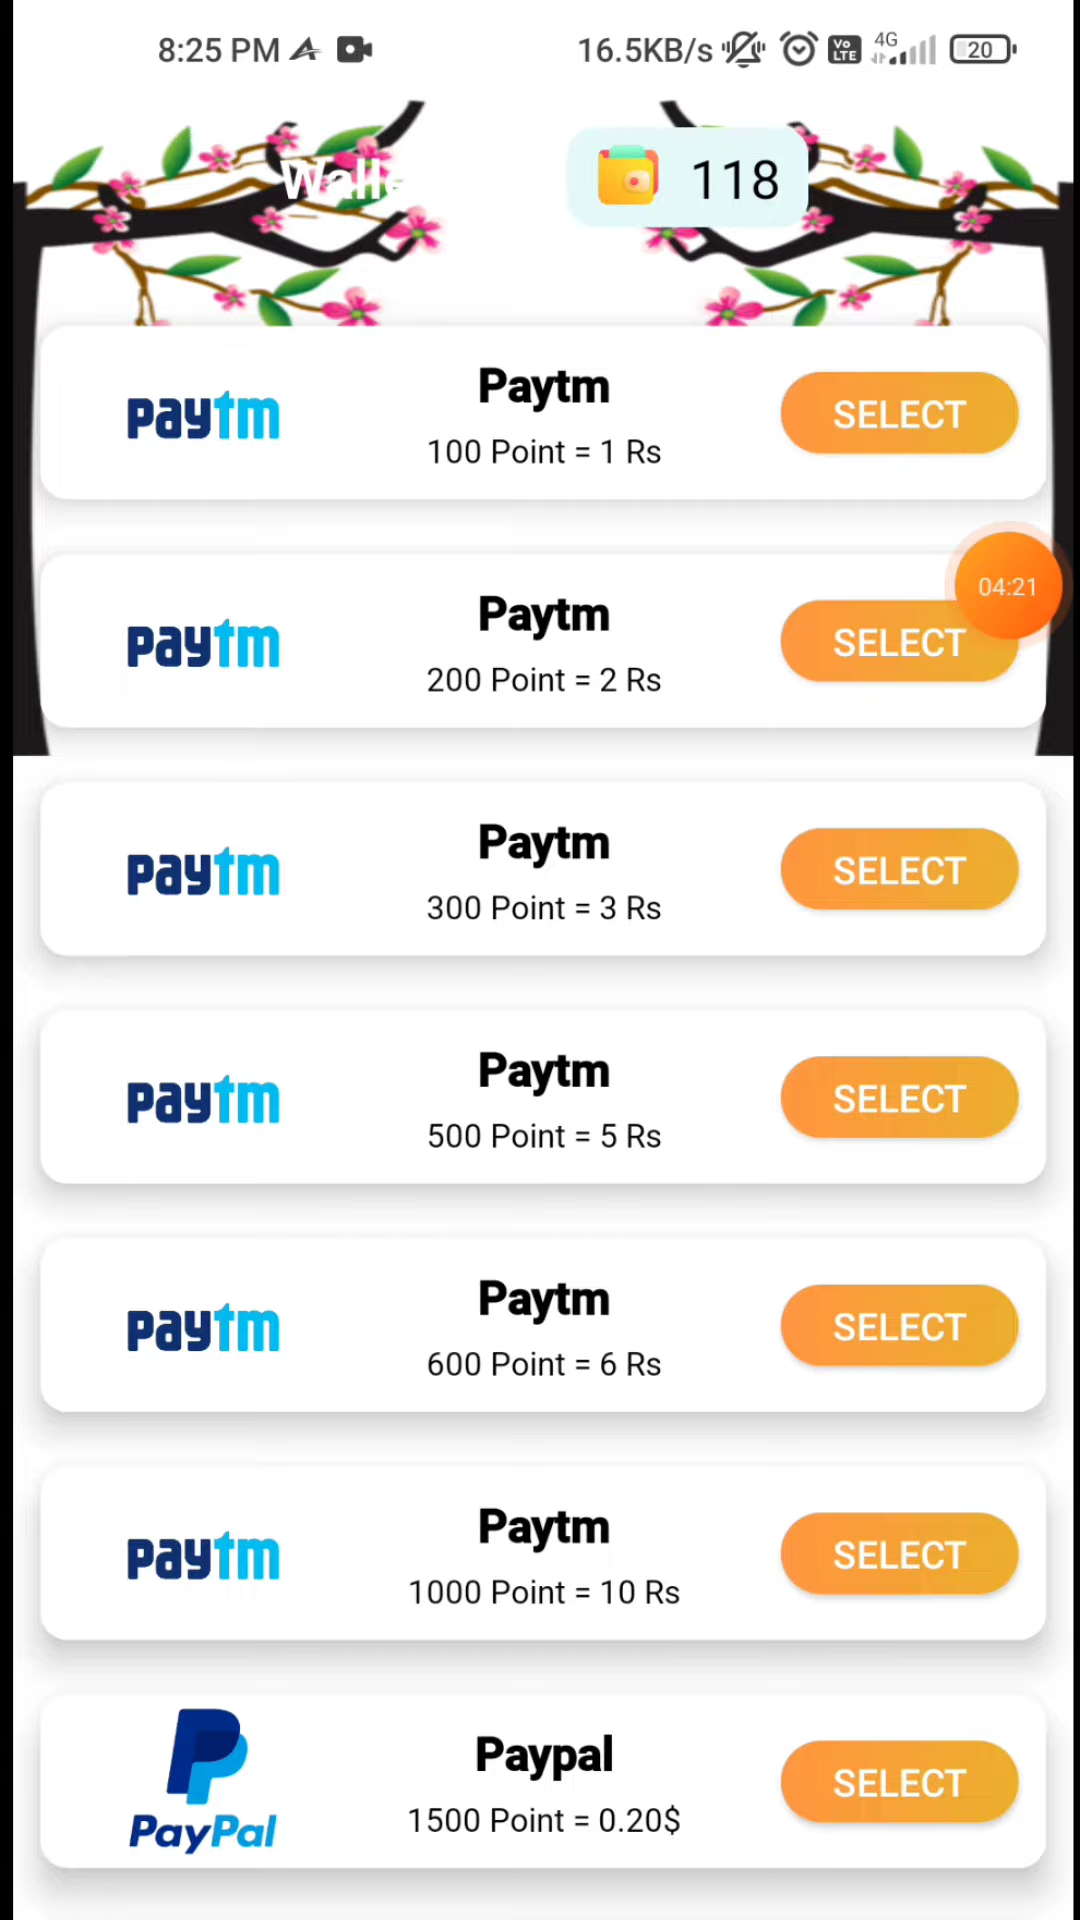 8:25 PM 16.5KB/s Vo LTE 4G 20
Walle 118
paytm Paytm SELECT
100 Point = 1 Rs
04:21
paytm Paytm SELECT
200 Point = 2 Rs
paytm Paytm SELECT
300 Point = 3 Rs
paytm Paytm SELECT
500 Point = 5 Rs
paytm Paytm SELECT
600 Point = 6 Rs
paytm Paytm SELECT
1000 Point = 10 Rs
Paypal SELECT
PayPal 1500 Point = 0.20$